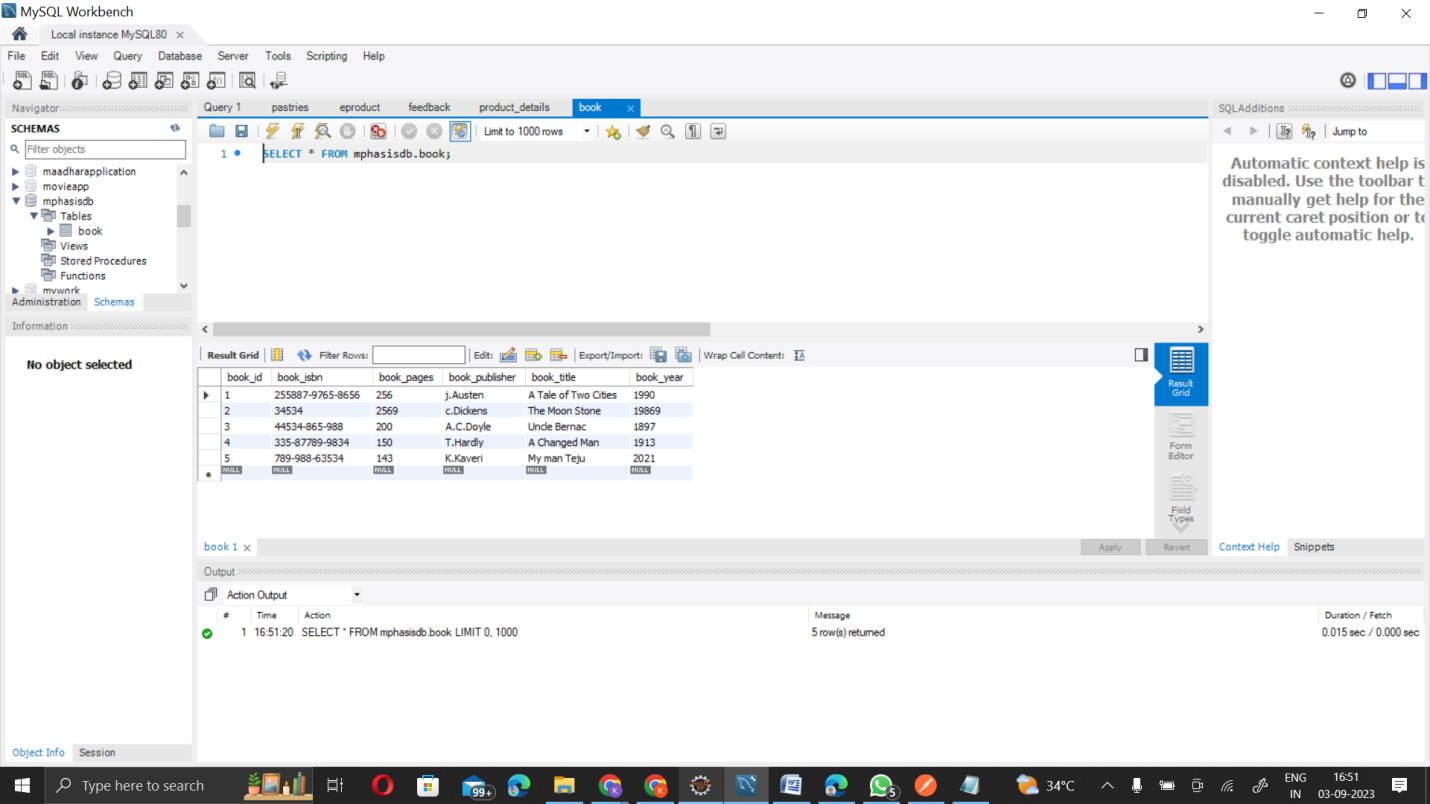 MySQL Workbench
Local instance MySQL80
File Edit View Query Database Server Tools Scripting Help
Navigator
SCHEMAS
Filter objects
maadharapplication
movieapp
mphasisdb
Tables
book
Views
Stored Procedures
Functions
mywork
Administration Schemas
Information
No object selected
Object Info Session
Query 1 pastries eproduct feedback product_details book
Limit to 1000 rows
1 SELECT * FROM mphasisdb.book;
Result Grid Filter Rows: Edit: Export/Import: Wrap Cell Content:
book_id book_isbn book_pages book_publisher book_title book_year
1 255887-9765-8656 256 j.Austen A Tale of Two Cities 1990
2 34534 2569 c.Dickens The Moon Stone 19869
3 44534-865-988 200 A.C.Doyle Uncle Bernac 1897
4 335-87789-9834 150 T.Hardly A Changed Man 1913
5 789-988-63534 143 K.Kaveri My man Teju 2021
NULL NULL NULL NULL NULL NULL
Result
Grid
Form
Editor
Field
Types
book 1 Apply Revert
Output
Action Output
# Time Action Message Duration / Fetch
1 16:51:20 SELECT * FROM mphasisdb.book LIMIT 0, 1000 5 row(s) returned 0.015 sec / 0.000 sec
SQLAdditions
Jump to
Automatic context help is
disabled. Use the toolbar t
manually get help for the
current caret position or to
toggle automatic help.
Context Help Snippets
Type here to search
99+
5
34°C
ENG
IN
16:51
03-09-2023